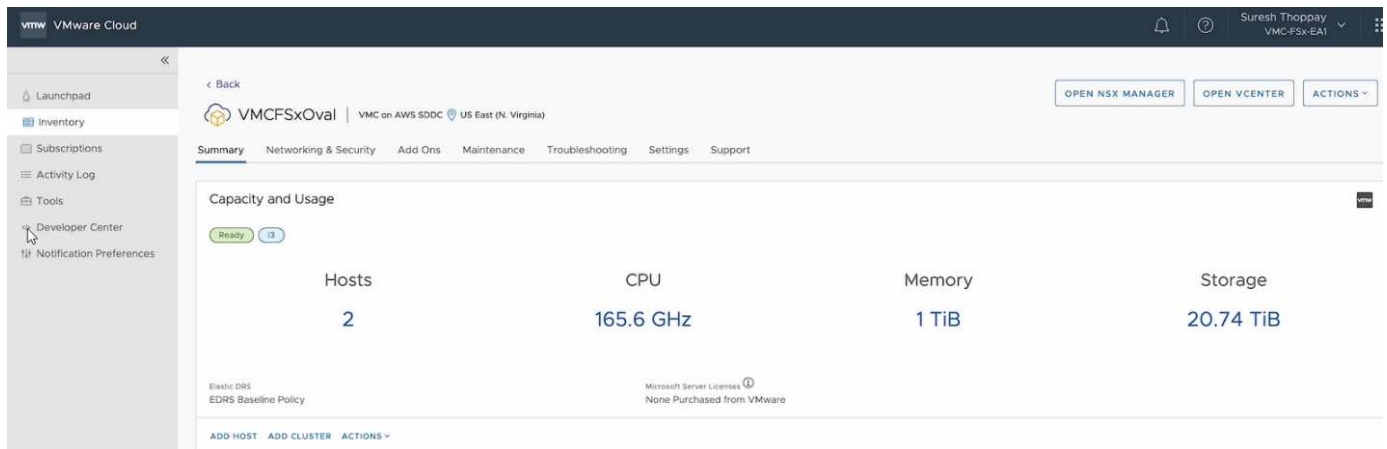 vmw VMware Cloud
Suresh Thoppay
VMC-FSx-EA1
Launchpad
Inventory
Subscriptions
Activity Log
Tools
Developer Center
Notification Preferences
< Back
OPEN NSX MANAGER OPEN VCENTER ACTIONS
VMCFSxOval | VMC on AWS SDDC US East (N. Virginia)
Summary Networking & Security Add Ons Maintenance Troubleshooting Settings Support
Capacity and Usage
vmw
Ready I3
Hosts CPU Memory Storage
2 165.6 GHz 1 TiB 20.74 TiB
Elastic DRS Microsoft Server Licenses
EDRS Baseline Policy None Purchased from VMware
ADD HOST ADD CLUSTER ACTIONS